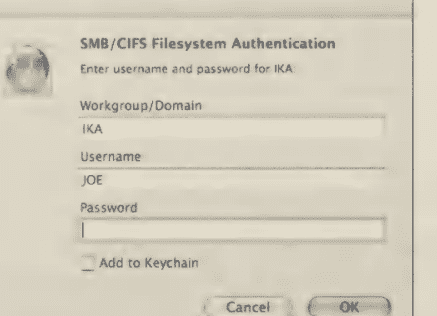 SMB/CIFS Filesystem Authentication
Enter username and password for IKA
Workgroup/Domain
IKA
Username
JOE
Password
Add to Keychain
Cancel OK